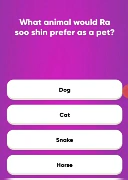 What animal would Ra
soo shin prefer as a pet?
Dog
Cat
Snake
Horse